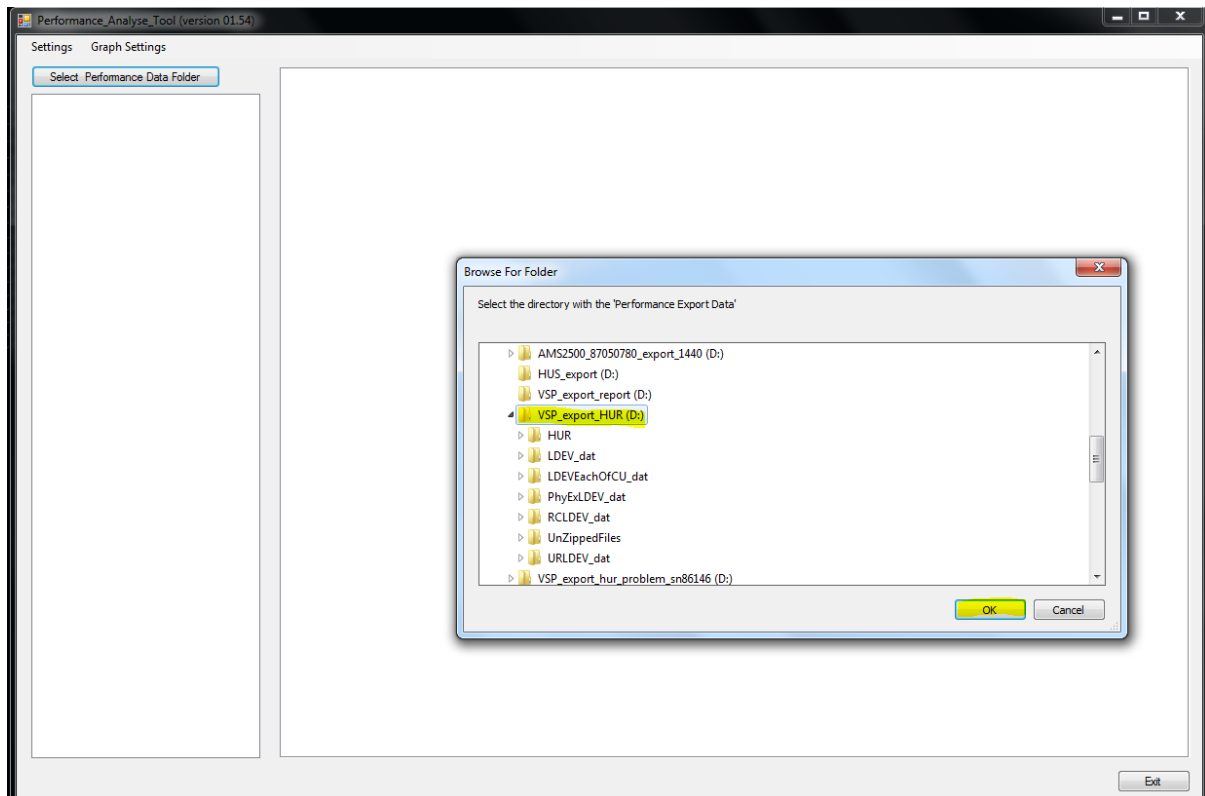 Performance_Analyse_Tool (version 01.54)
Settings Graph Settings
Select Perfomance Data Folder
Browse For Folder
Select the directory with the 'Performance Export Data'
AMS2500_87050780_export_1440 (D:)
HUS_export (D:)
VSP_export_report (D:)
VSP_export_HUR (D:)
HUR
LDEV_dat
LDEVEachOfCU_dat
PhyExLDEV_dat
RCLDEV_dat
UnZippedFiles
URLDEV_dat
VSP_export_hur_problem_sn86146 (D:)
OK Cancel
Exit